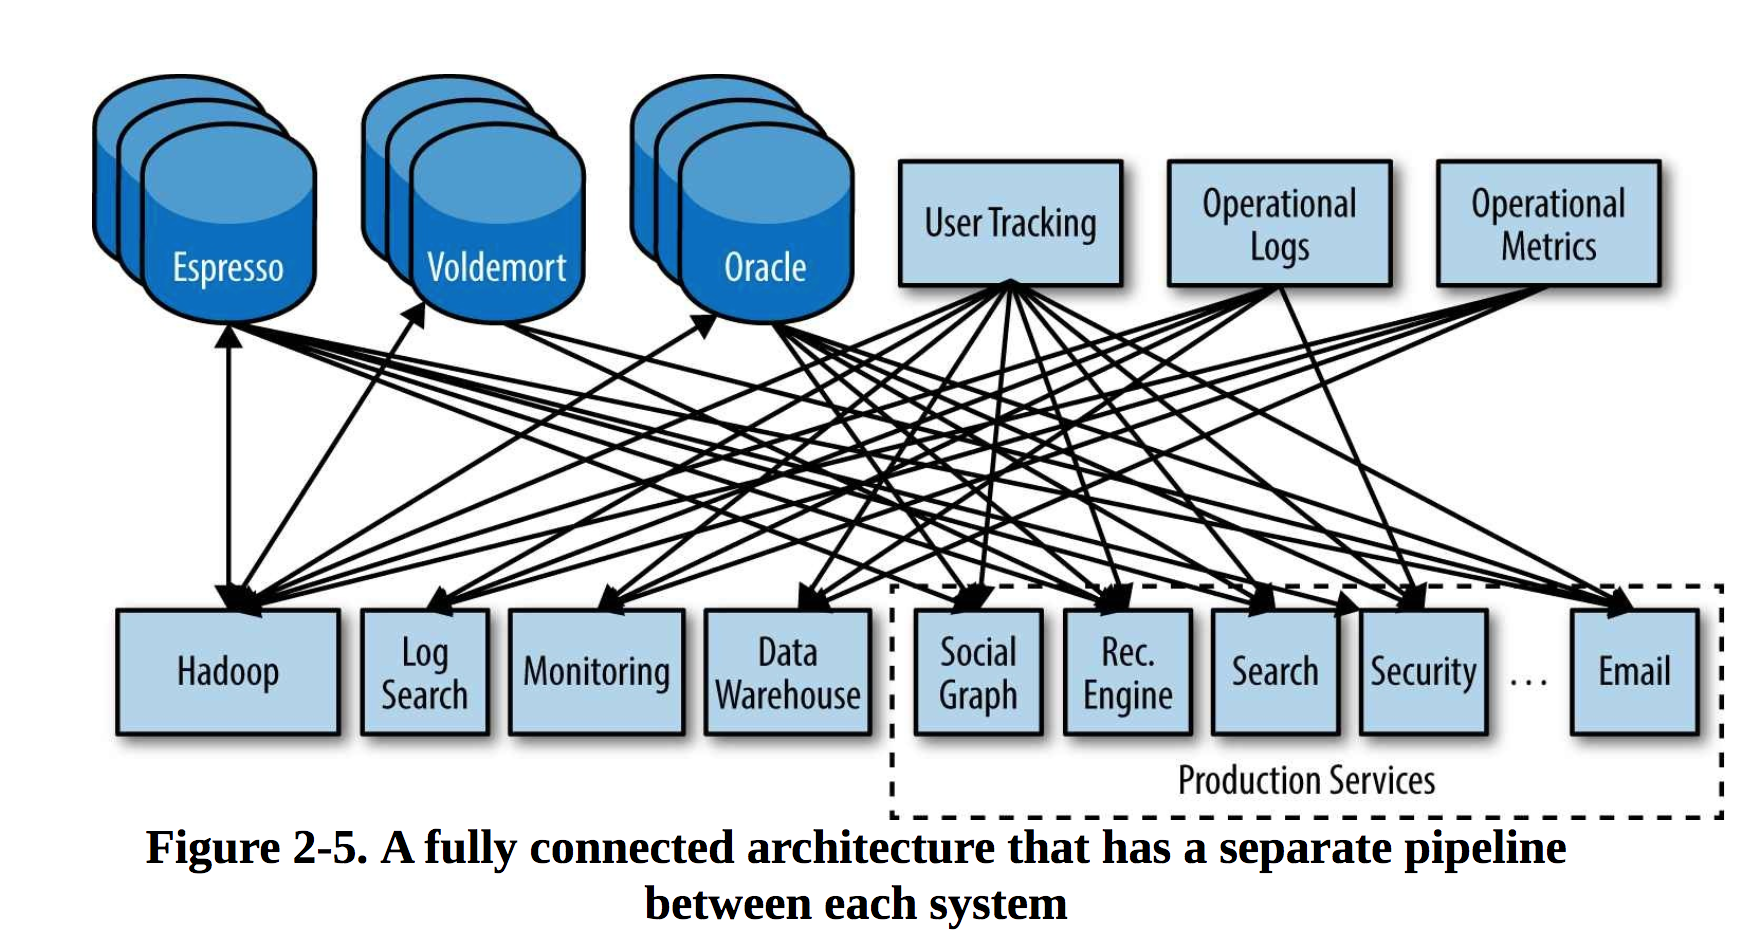 Espresso
Voldemort
Oracle
User Tracking
Operational
Logs
Operational
Metrics
Hadoop
Log
Search
Monitoring
Data
Warehouse
Social
Graph
Rec.
Engine
Search
Security
...
Email
Production Services
Figure 2-5. A fully connected architecture that has a separate pipeline
between each system